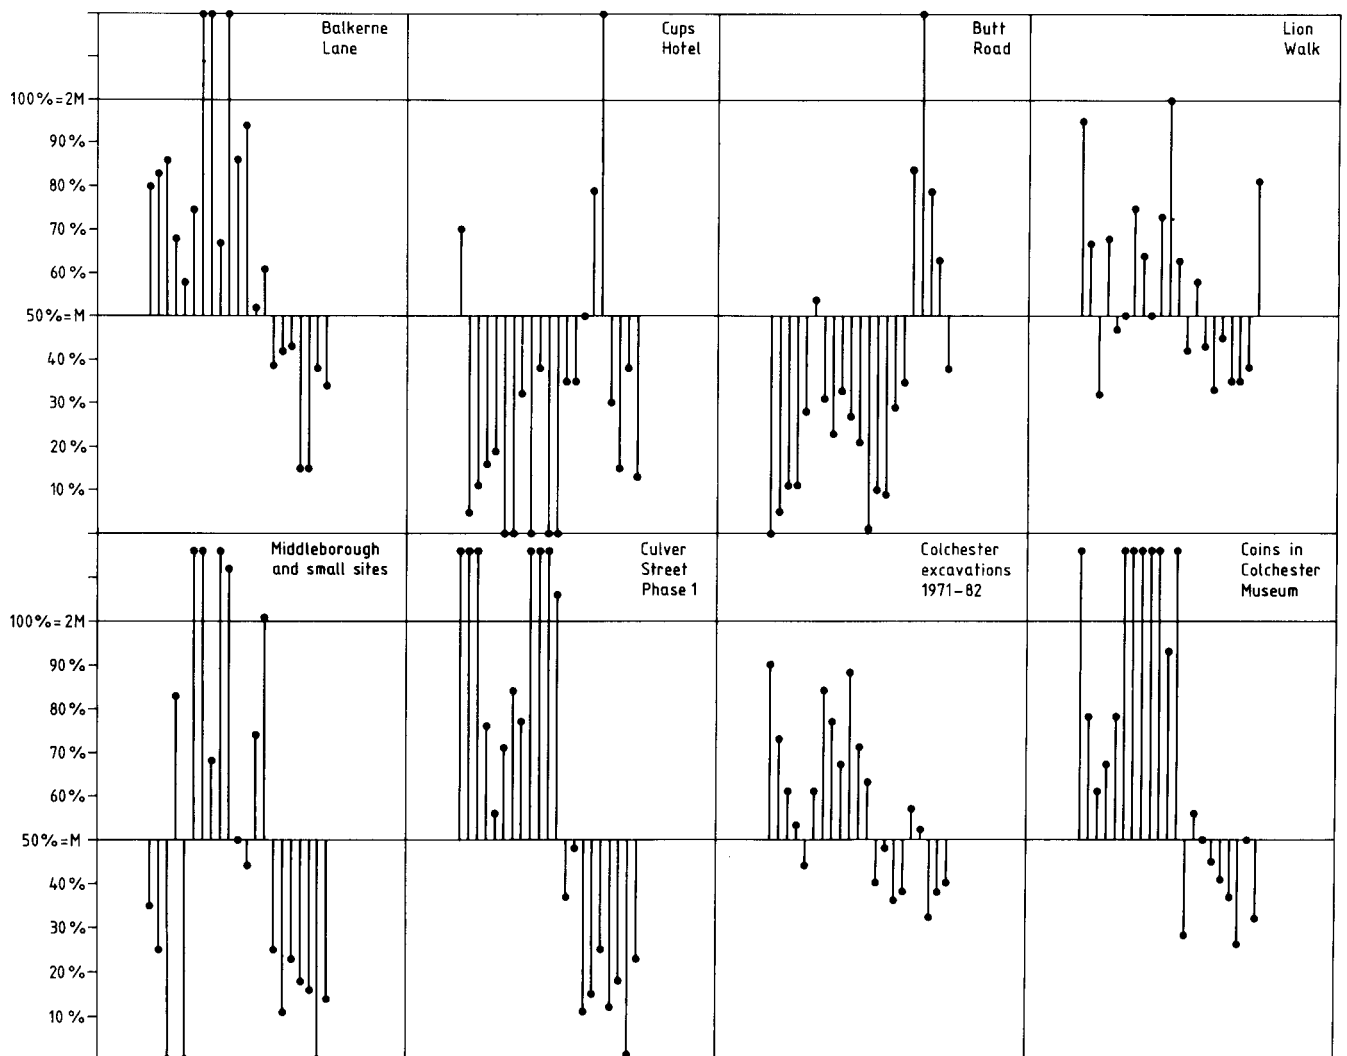 Balkerne
Lane
Cups
Hotel
Butt
Road
Lion
Walk
100%=2M
90%
80%
70%
60%
50%=M
40%
30%
20%
10%
Middleborough
and small sites
Culver
Street
Phase 1
Colchester
excavations
1971-82
Coins in
Colchester
Museum
100%=2M
90%
80%
70%
60%
50%=M
40%
30%
20%
10%